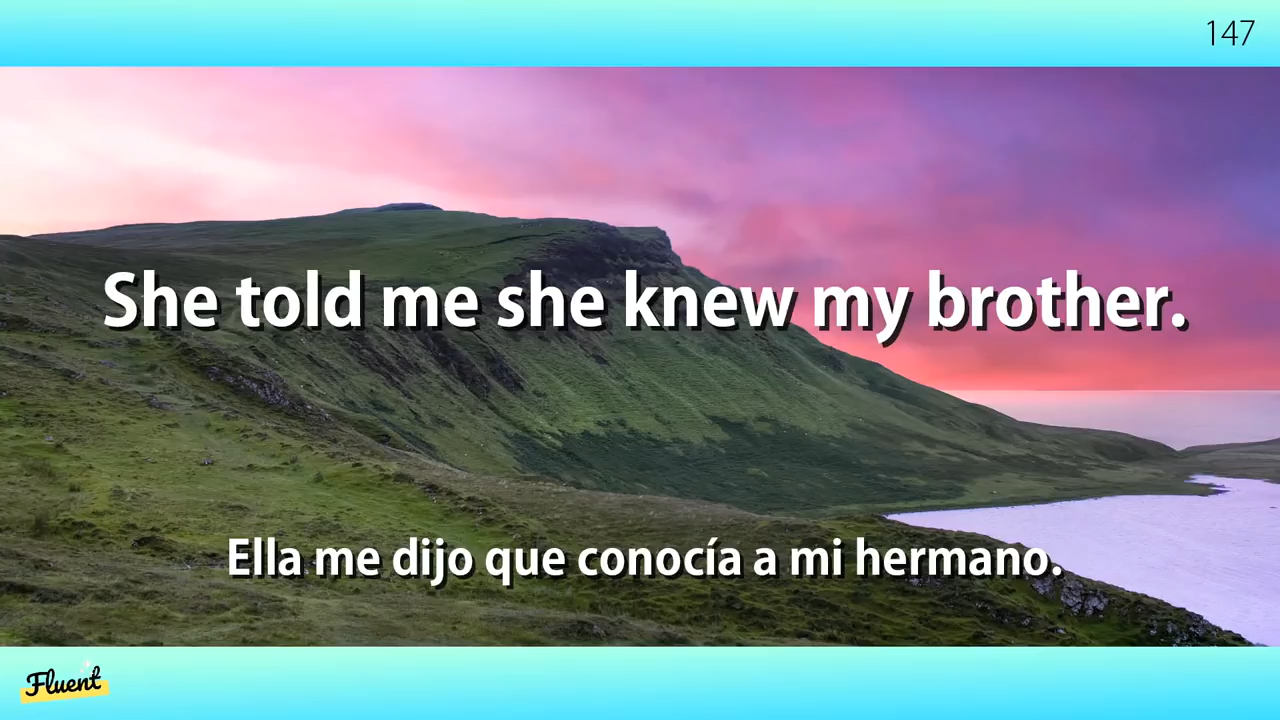 147
She told me she knew my brother.
Ella me dijo que conocía a mi hermano.
Fluent